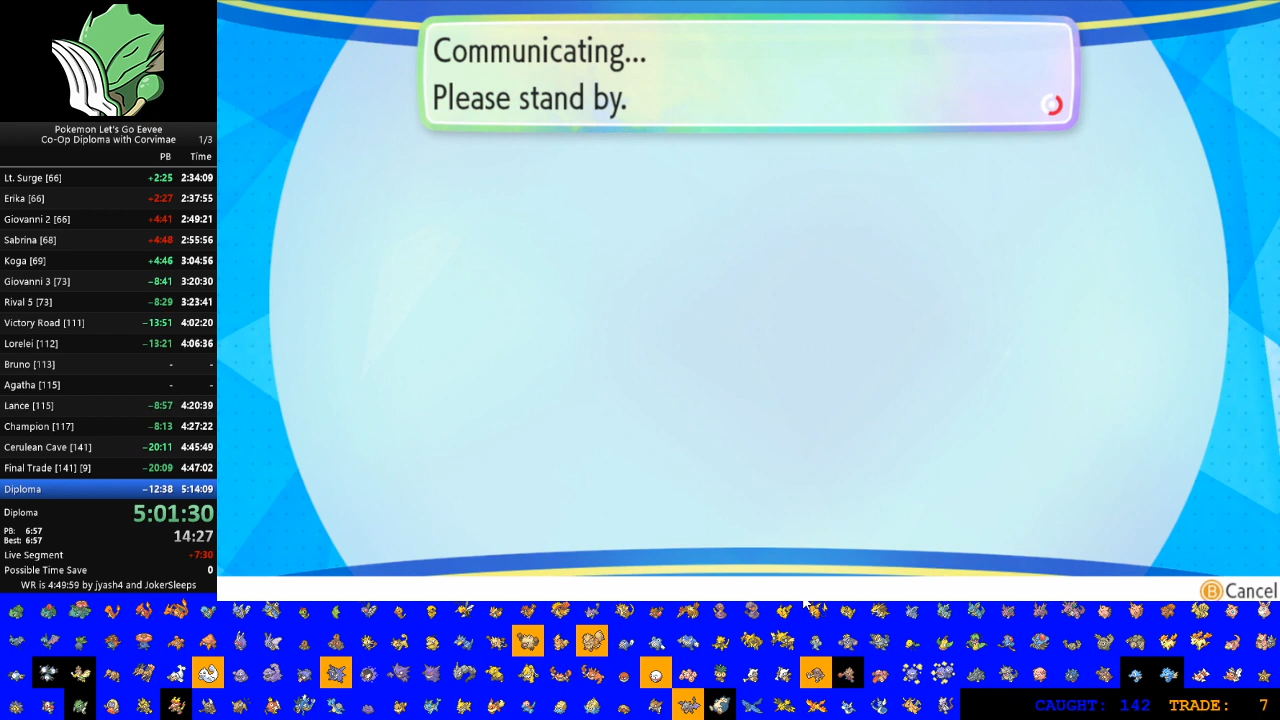 Communicating...
Please stand by.
Pokemon Let's Go Eevee
Co-Op Diploma with Corvimae 1/3
PB Time
Lt. Surge [66] +2:25 2:34:09
Erika [66] +2:27 2:37:55
Giovanni 2 [66] +4:41 2:49:21
Sabrina [68] +4:48 2:55:56
Koga [69] +4:46 3:04:56
Giovanni 3 [73] −8:41 3:20:30
Rival 5 [73] −8:29 3:23:41
Victory Road [111] −13:51 4:02:20
Lorelei [112] −13:21 4:06:36
Bruno [113] - -
Agatha [115] - -
Lance [115] −8:57 4:20:39
Champion [117] −8:13 4:27:22
Cerulean Cave [141] −20:11 4:45:49
Final Trade [141] [9] −20:09 4:47:02
Diploma −12:38 5:14:09
Diploma 5:01:30
PB: 6:57
Best: 6:57 14:27
Live Segment +7:30
Possible Time Save 0
WR is 4:49:59 by jyash4 and JokerSleeps
B Cancel
CAUGHT: 142 TRADE: 7